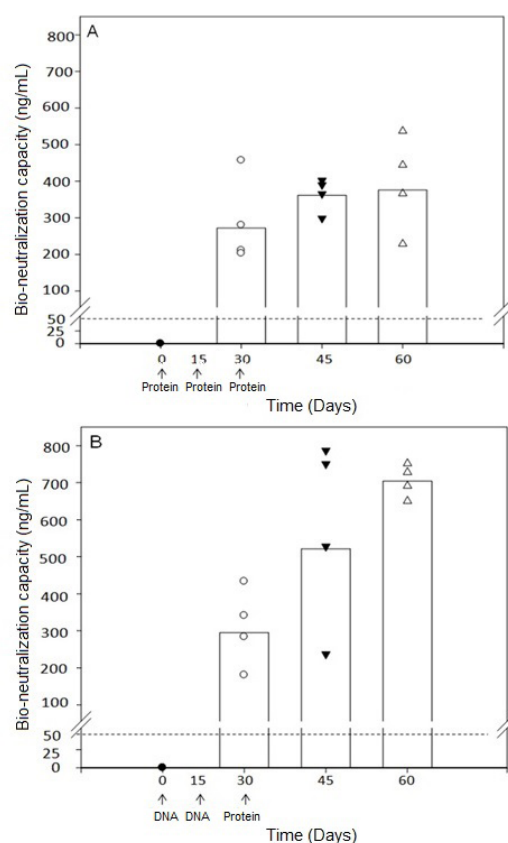 A
Bio-neutralization capacity (ng/mL)
800
700
500
400
300
200
100
50
25
0
0 15 30 45 60
Protein Protein Protein
Time (Days)
B
Bio-neutralization capacity (ng/mL)
800
700
600
500
400
300
200
100
50
25
0
0 15 30 45 60
DNA DNA Protein
Time (Days)